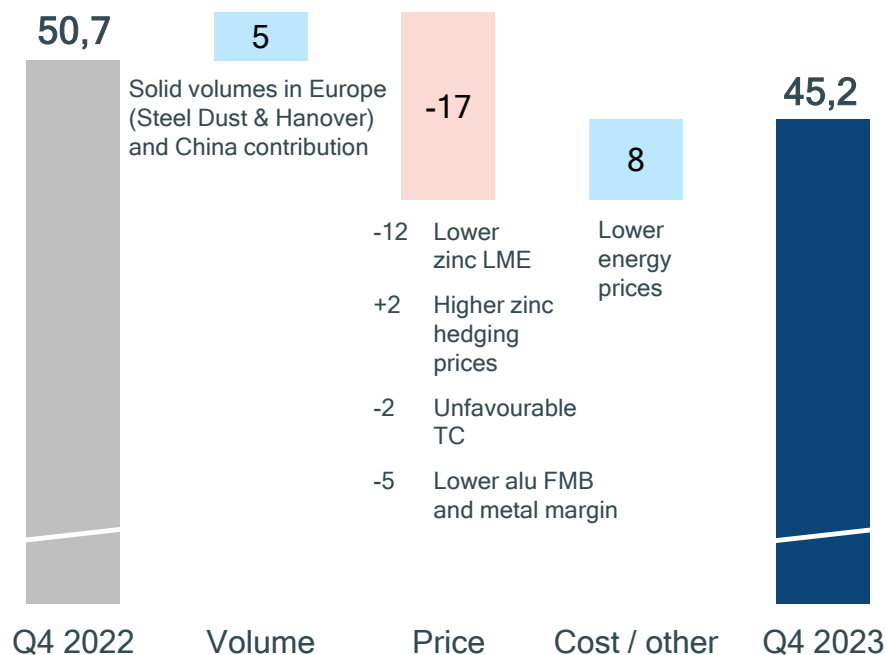 50,7
5
Solid volumes in Europe
(Steel Dust & Hanover)
and China contribution
-17
-12 Lower
zinc LME
+2 Higher zinc
hedging
prices
-2 Unfavourable
TC
-5 Lower alu FMB
and metal margin
8
Lower
energy
prices
45,2
Q4 2022 Volume Price Cost / other Q4 2023